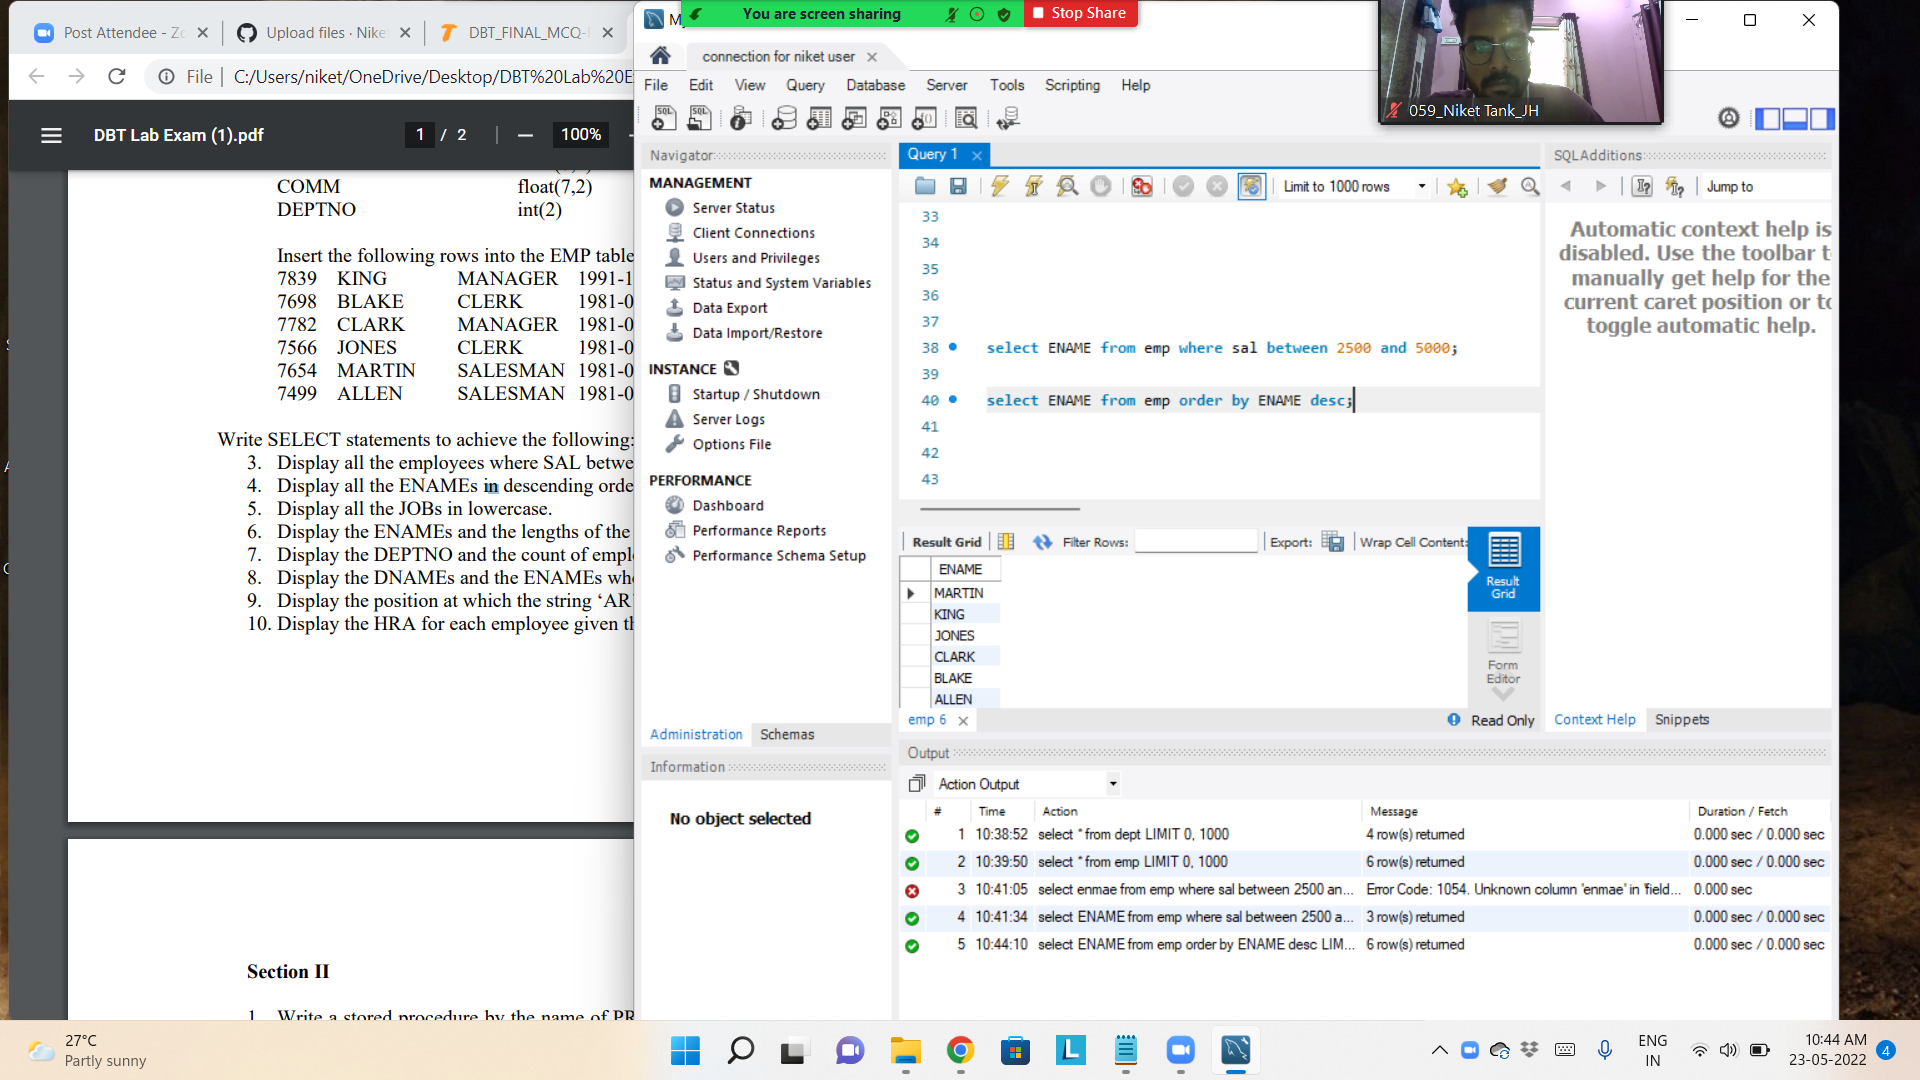 Post Attendee - Zo
Upload files · Nike
DBT_FINAL_MCQ-
You are screen sharing
Stop Share
059_Niket Tank_JH
File
C:/Users/niket/OneDrive/Desktop/DBT%20Lab%20E
connection for niket user
File Edit View Query Database Server Tools Scripting Help
DBT Lab Exam (1).pdf
1 / 2
100%
COMM float(7,2)
DEPTNO int(2)
Insert the following rows into the EMP table
7839 KING MANAGER 1991-1
7698 BLAKE CLERK 1981-0
7782 CLARK MANAGER 1981-0
7566 JONES CLERK 1981-0
7654 MARTIN SALESMAN 1981-0
7499 ALLEN SALESMAN 1981-0
Write SELECT statements to achieve the following:
3. Display all the employees where SAL betwe
4. Display all the ENAMEs in descending orde
5. Display all the JOBs in lowercase.
6. Display the ENAMEs and the lengths of the
7. Display the DEPTNO and the count of empl
8. Display the DNAMEs and the ENAMEs wh
9. Display the position at which the string ‘AR’
10. Display the HRA for each employee given th
Section II
1. Write a stored procedure by the name of PR
Navigator
MANAGEMENT
Server Status
Client Connections
Users and Privileges
Status and System Variables
Data Export
Data Import/Restore
INSTANCE
Startup / Shutdown
Server Logs
Options File
PERFORMANCE
Dashboard
Performance Reports
Performance Schema Setup
Administration Schemas
Information
No object selected
Query 1
Limit to 1000 rows
33
34
35
36
37
38 select ENAME from emp where sal between 2500 and 5000;
39
40 select ENAME from emp order by ENAME desc;
41
42
43
Result Grid Filter Rows: Export: Wrap Cell Content:
ENAME
MARTIN
KING
JONES
CLARK
BLAKE
ALLEN
Result
Grid
Form
Editor
emp 6
Read Only
SQLAdditions
Jump to
Automatic context help is
disabled. Use the toolbar t
manually get help for the
current caret position or to
toggle automatic help.
Context Help Snippets
Output
Action Output
# Time Action Message Duration / Fetch
1 10:38:52 select * from dept LIMIT 0, 1000 4 row(s) returned 0.000 sec / 0.000 sec
2 10:39:50 select * from emp LIMIT 0, 1000 6 row(s) returned 0.000 sec / 0.000 sec
3 10:41:05 select enmae from emp where sal between 2500 an... Error Code: 1054. Unknown column 'enmae' in 'field... 0.000 sec
4 10:41:34 select ENAME from emp where sal between 2500 a... 3 row(s) returned 0.000 sec / 0.000 sec
5 10:44:10 select ENAME from emp order by ENAME desc LIM... 6 row(s) returned 0.000 sec / 0.000 sec
27°C
Partly sunny
ENG
IN
10:44 AM
23-05-2022
4